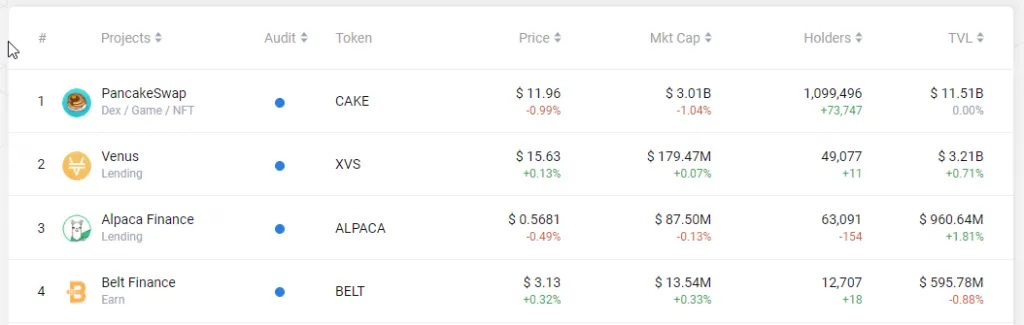 # Projects Audit Token Price Mkt Cap Holders TVL
1 PancakeSwap CAKE $ 11.96 $ 3.01B 1,099,496 $ 11.51B
Dex / Game / NFT -0.99% -1.04% +73,747 0.00%
2 Venus XVS $ 15.63 $ 179.47M 49,077 $ 3.21B
Lending +0.13% +0.07% +11 +0.71%
3 Alpaca Finance ALPACA $ 0.5681 $ 87.50M 63,091 $ 960.64M
Lending -0.49% -0.13% -154 +1.81%
4 Belt Finance BELT $ 3.13 $ 13.54M 12,707 $ 595.78M
Earn +0.32% +0.33% +18 -0.88%